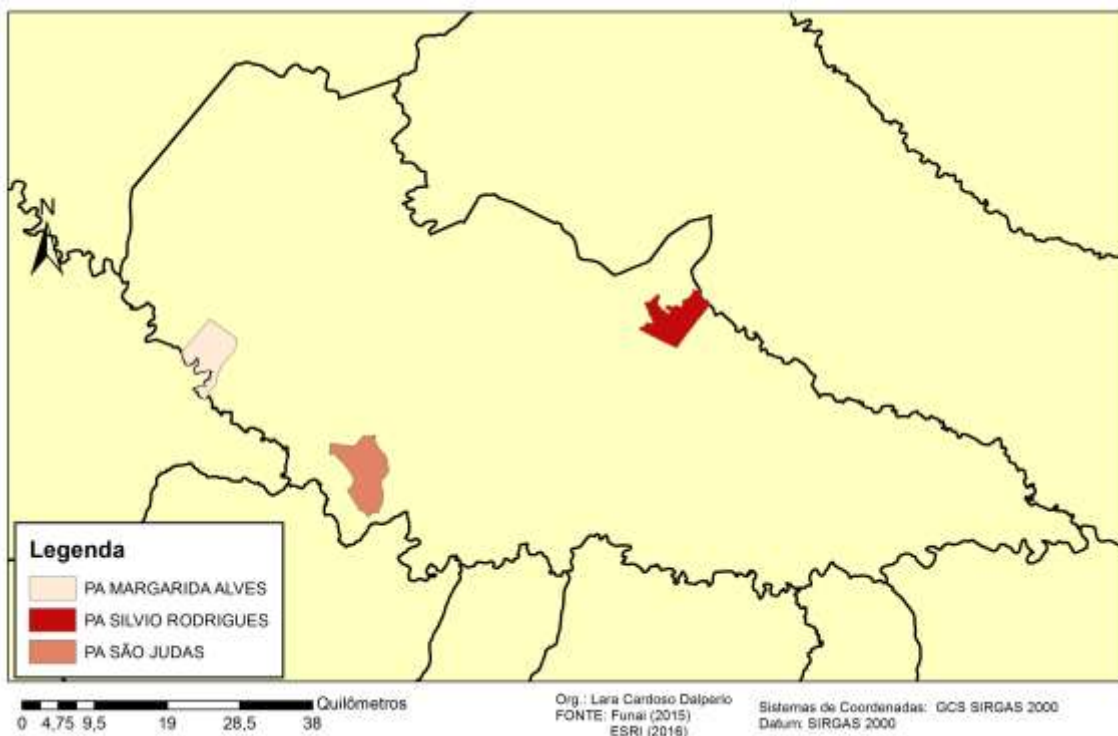 N
Legenda
PA MARGARIDA ALVES
PA SILVIO RODRIGUES
PA SÃO JUDAS
Quilômetros
0 4,75 9,5 19 28,5 38
Org.: Lara Cardoso Dalperio
FONTE: Funai (2015)
ESRI (2016)
Sistemas de Coordenadas: GCS SIRGAS 2000
Datum: SIRGAS 2000